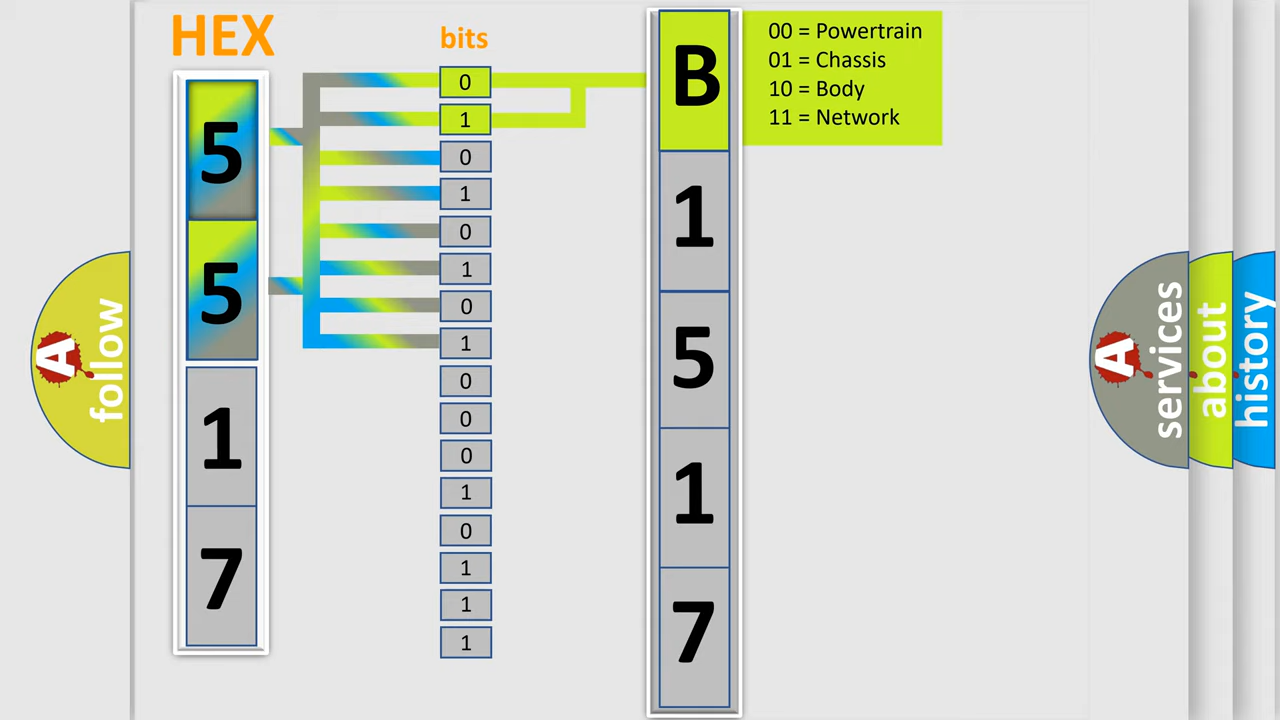 HEX
bits
5
5
1
7
0
1
0
1
0
1
0
1
0
0
0
1
0
1
1
1
B
1
5
1
7
00 = Powertrain
01 = Chassis
10 = Body
11 = Network
A
follow
A
services
about
history